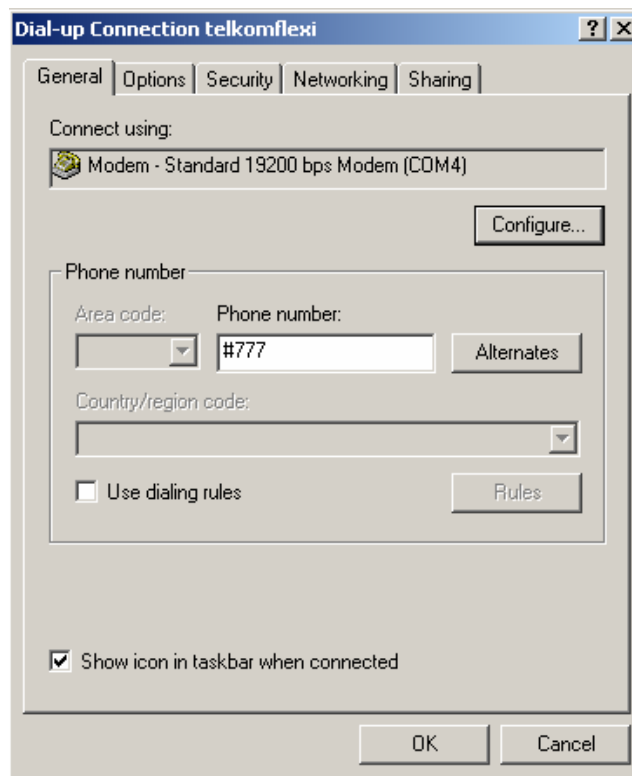 Dial-up Connection telkomflexi
General Options Security Networking Sharing
Connect using:
Modem - Standard 19200 bps Modem (COM4)
Configure...
Phone number
Area code: Phone number:
#777 Alternates
Country/region code:
Use dialing rules Rules
Show icon in taskbar when connected
OK Cancel